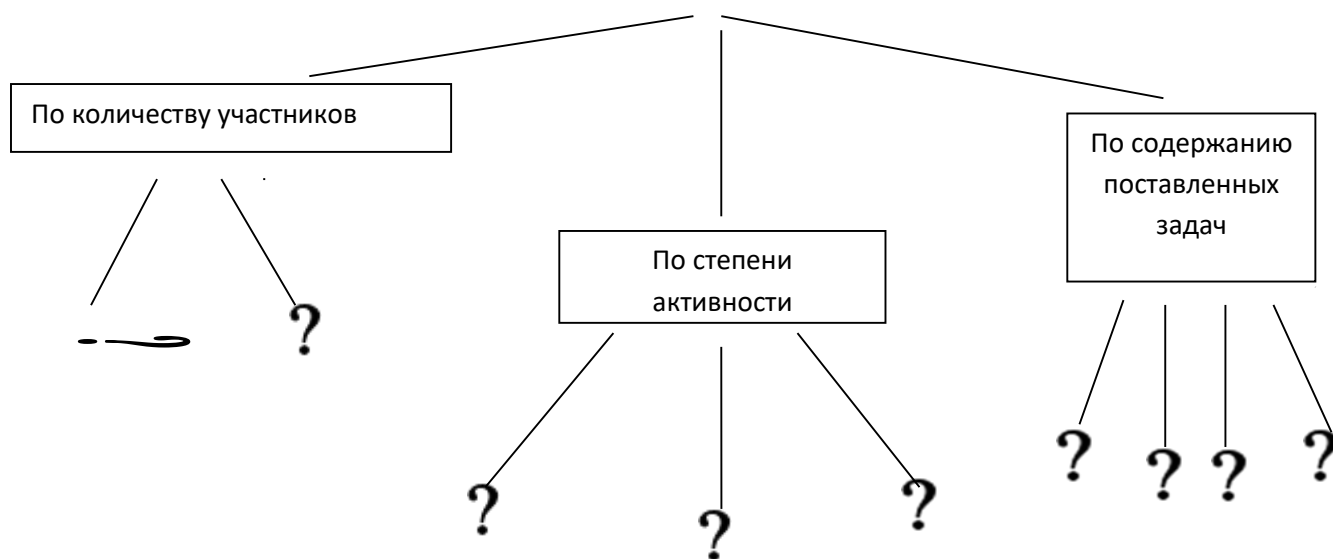 По количеству участников
По содержанию
поставленных
задач
По степени
активности
?
?
?
?
?
?
?
?
?